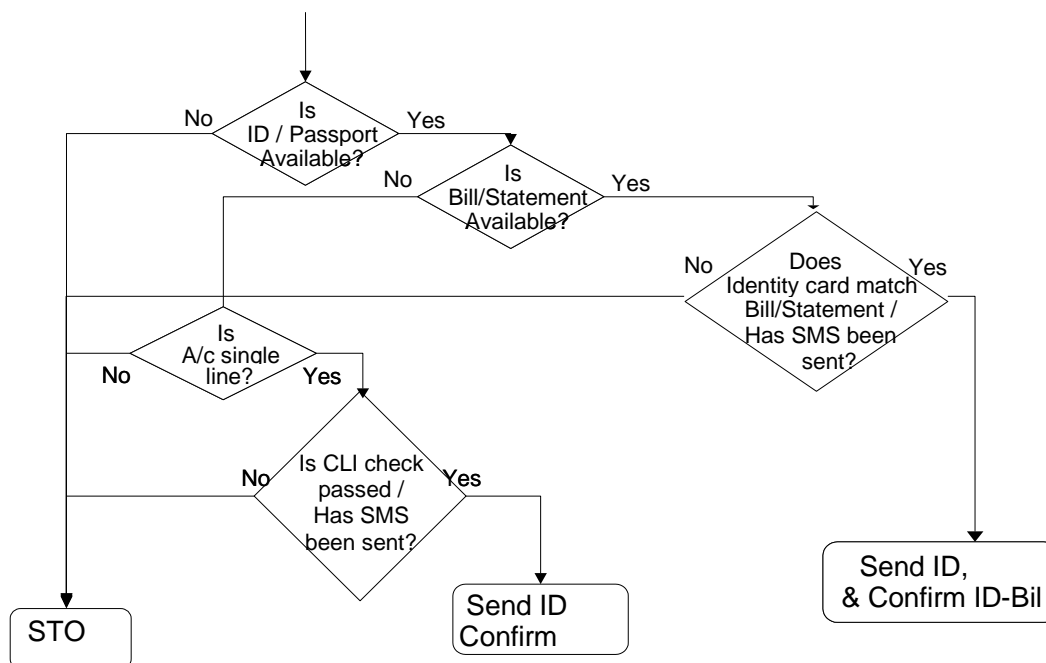 No
Is
ID / Passport
Available?
Yes
No
Is
Bill/Statement
Available?
Yes
No
Does
Identity card match
Bill/Statement /
Has SMS been
sent?
Yes
Is
A/c single
line?
No
Yes
No
Is CLI check
passed /
Has SMS
been sent?
Yes
STO
Send ID
Confirm
Send ID,
& Confirm ID-Bil